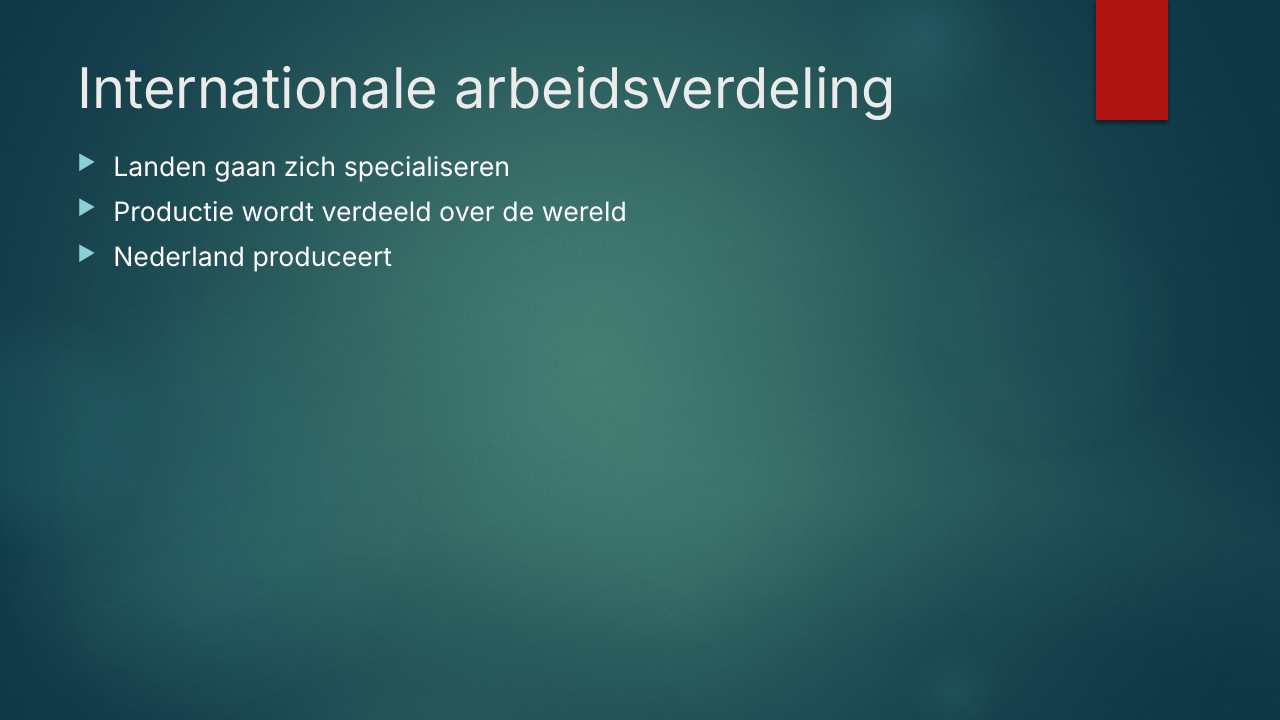 Internationale arbeidsverdeling
Landen gaan zich specialiseren
Productie wordt verdeeld over de wereld
Nederland produceert